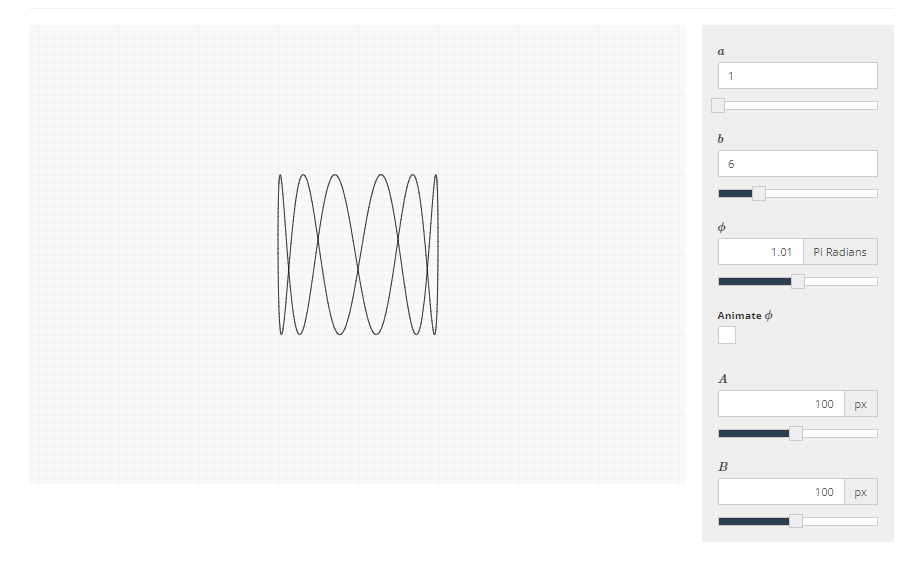 a
1
b
6
ϕ
1.01 Pi Radians
Animate ϕ
A
100 px
B
100 px